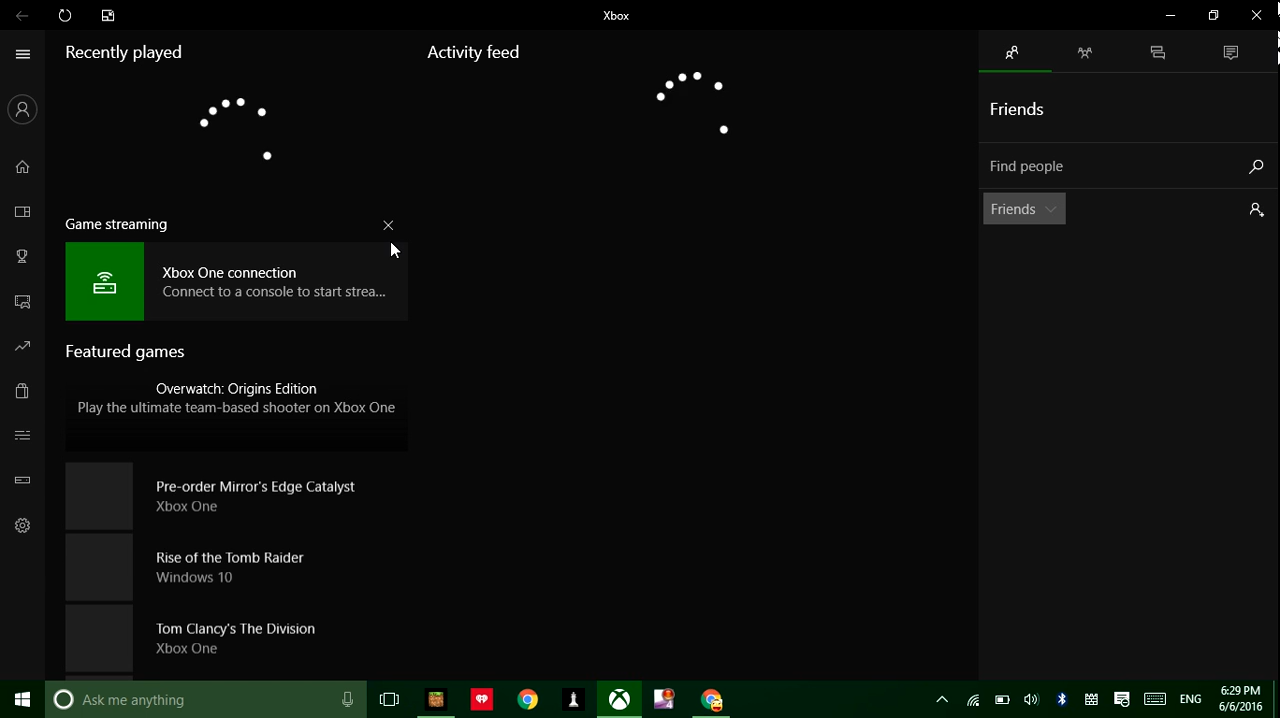 Xbox
Recently played
Activity feed
Friends
Find people
Friends
Game streaming
Xbox One connection
Connect to a console to start strea...
Featured games
Overwatch: Origins Edition
Play the ultimate team-based shooter on Xbox One
Pre-order Mirror's Edge Catalyst
Xbox One
Rise of the Tomb Raider
Windows 10
Tom Clancy's The Division
Xbox One
Ask me anything
4
ENG
6:29 PM
6/6/2016